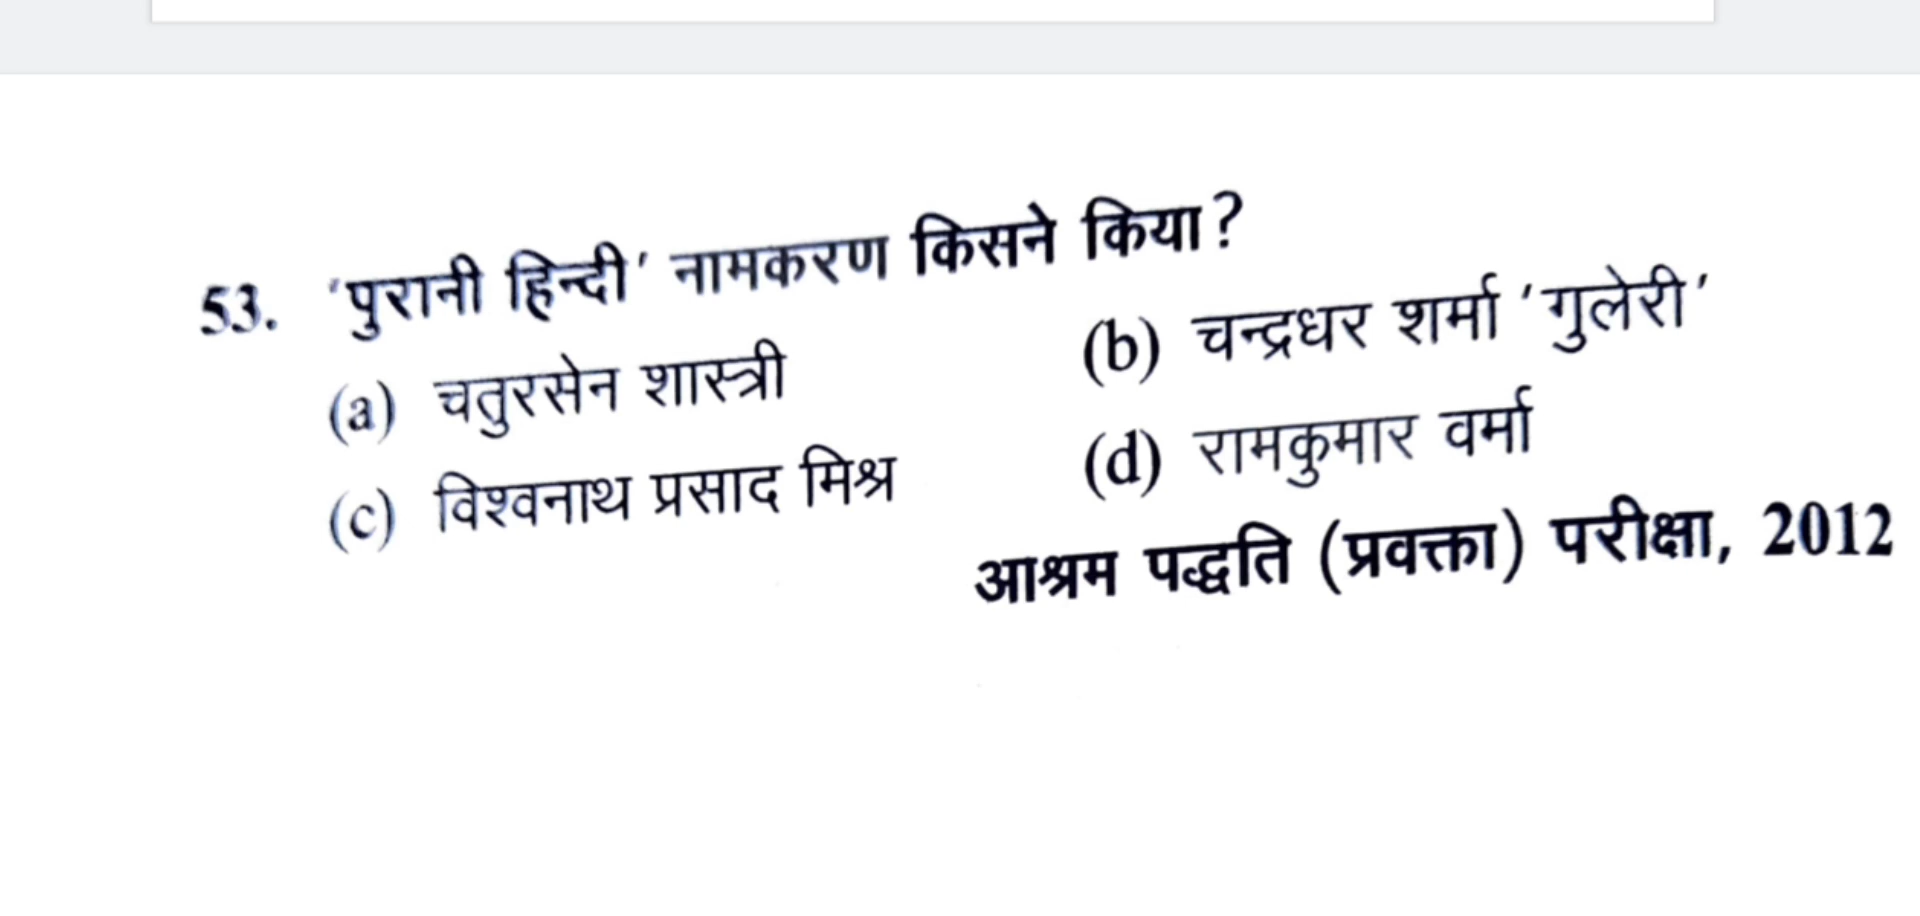 53. 'पुरानी हिन्दी' नामकरण किसने किया?
(a) चतुरसेन शास्त्री (b) चन्द्रधर शर्मा 'गुलेरी'
(c) विश्वनाथ प्रसाद मिश्र (d) रामकुमार वर्मा
आश्रम पद्धति (प्रवक्ता) परीक्षा, 2012